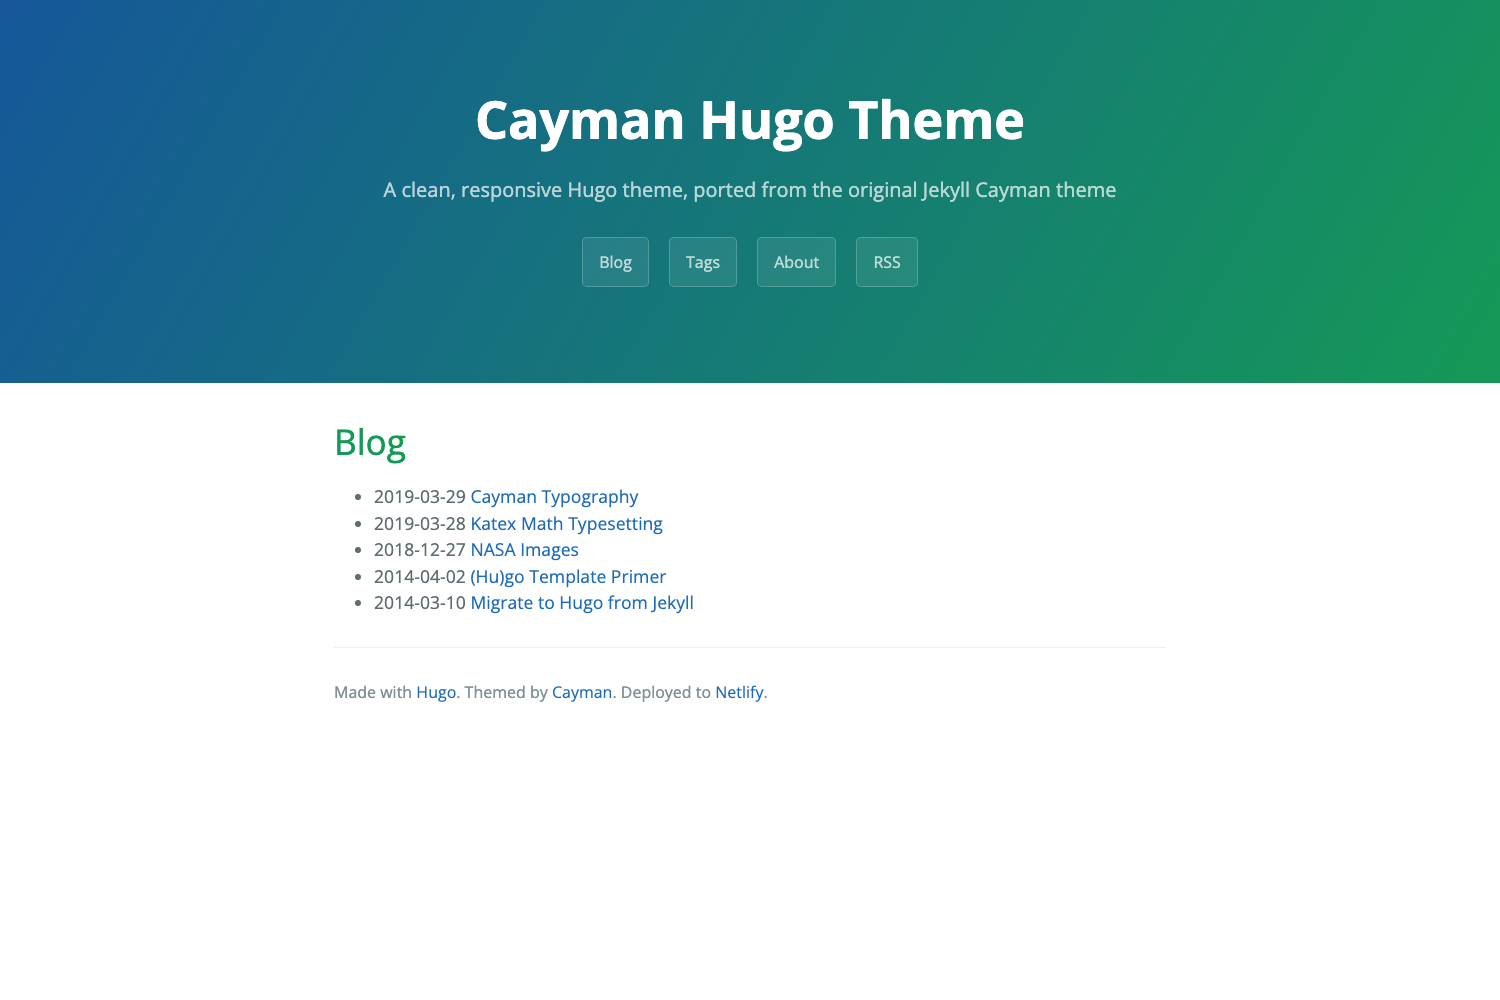 Cayman Hugo Theme
A clean, responsive Hugo theme, ported from the original Jekyll Cayman theme
Blog Tags About RSS
Blog
2019-03-29 Cayman Typography
2019-03-28 Katex Math Typesetting
2018-12-27 NASA Images
2014-04-02 (Hu)go Template Primer
2014-03-10 Migrate to Hugo from Jekyll
Made with Hugo. Themed by Cayman. Deployed to Netlify.